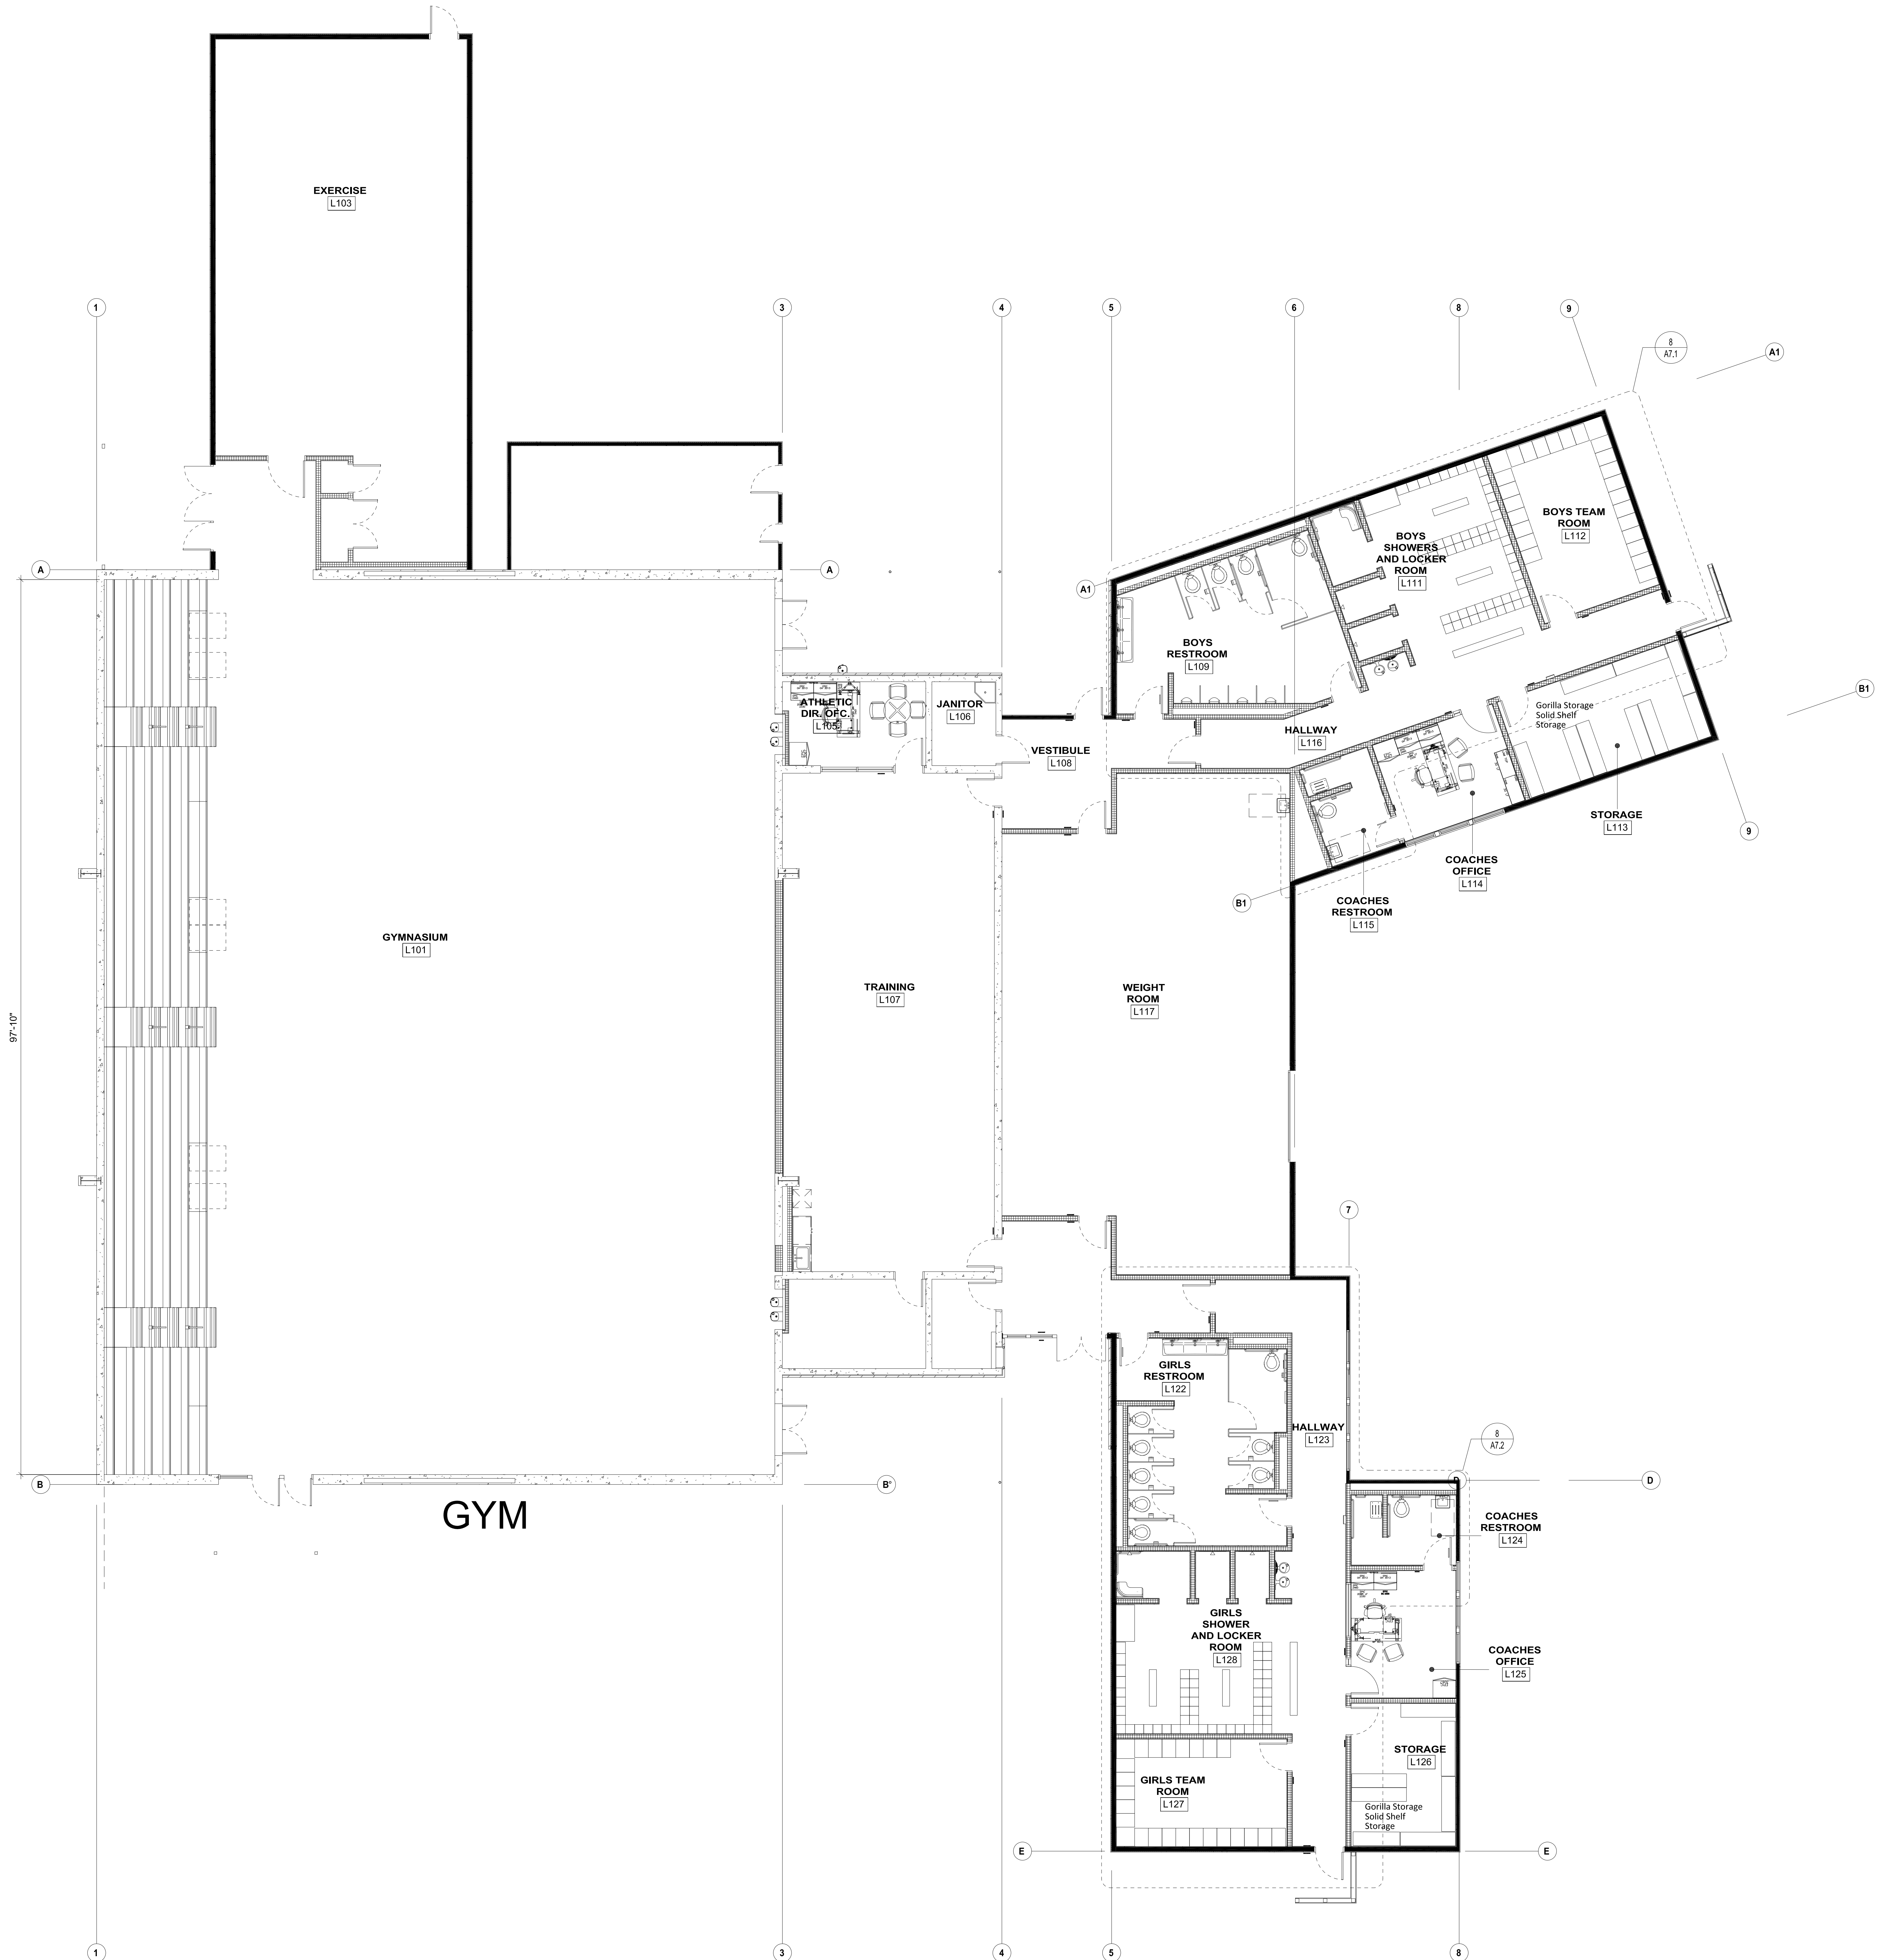 EXERCISE
L103
1
3
4
5
6
8
9
8
A7.1
A1
BOYS TEAM
ROOM
L112
BOYS
SHOWERS
AND LOCKER
ROOM
L111
A
A
A1
BOYS
RESTROOM
L109
ATHLETIC
DIR. OFC.
L105
JANITOR
L106
VESTIBULE
L108
HALLWAY
L116
B1
Gorilla Storage
Solid Shelf
Storage
STORAGE
L113
9
COACHES
OFFICE
L114
B1
COACHES
RESTROOM
L115
GYMNASIUM
L101
TRAINING
L107
WEIGHT
ROOM
L117
97'-10"
7
GIRLS
RESTROOM
L122
HALLWAY
L123
8
A7.2
B
B'
D
D
GYM
COACHES
RESTROOM
L124
GIRLS
SHOWER
AND LOCKER
ROOM
L128
COACHES
OFFICE
L125
STORAGE
L126
GIRLS TEAM
ROOM
L127
Gorilla Storage
Solid Shelf
Storage
E
E
1
3
4
5
8